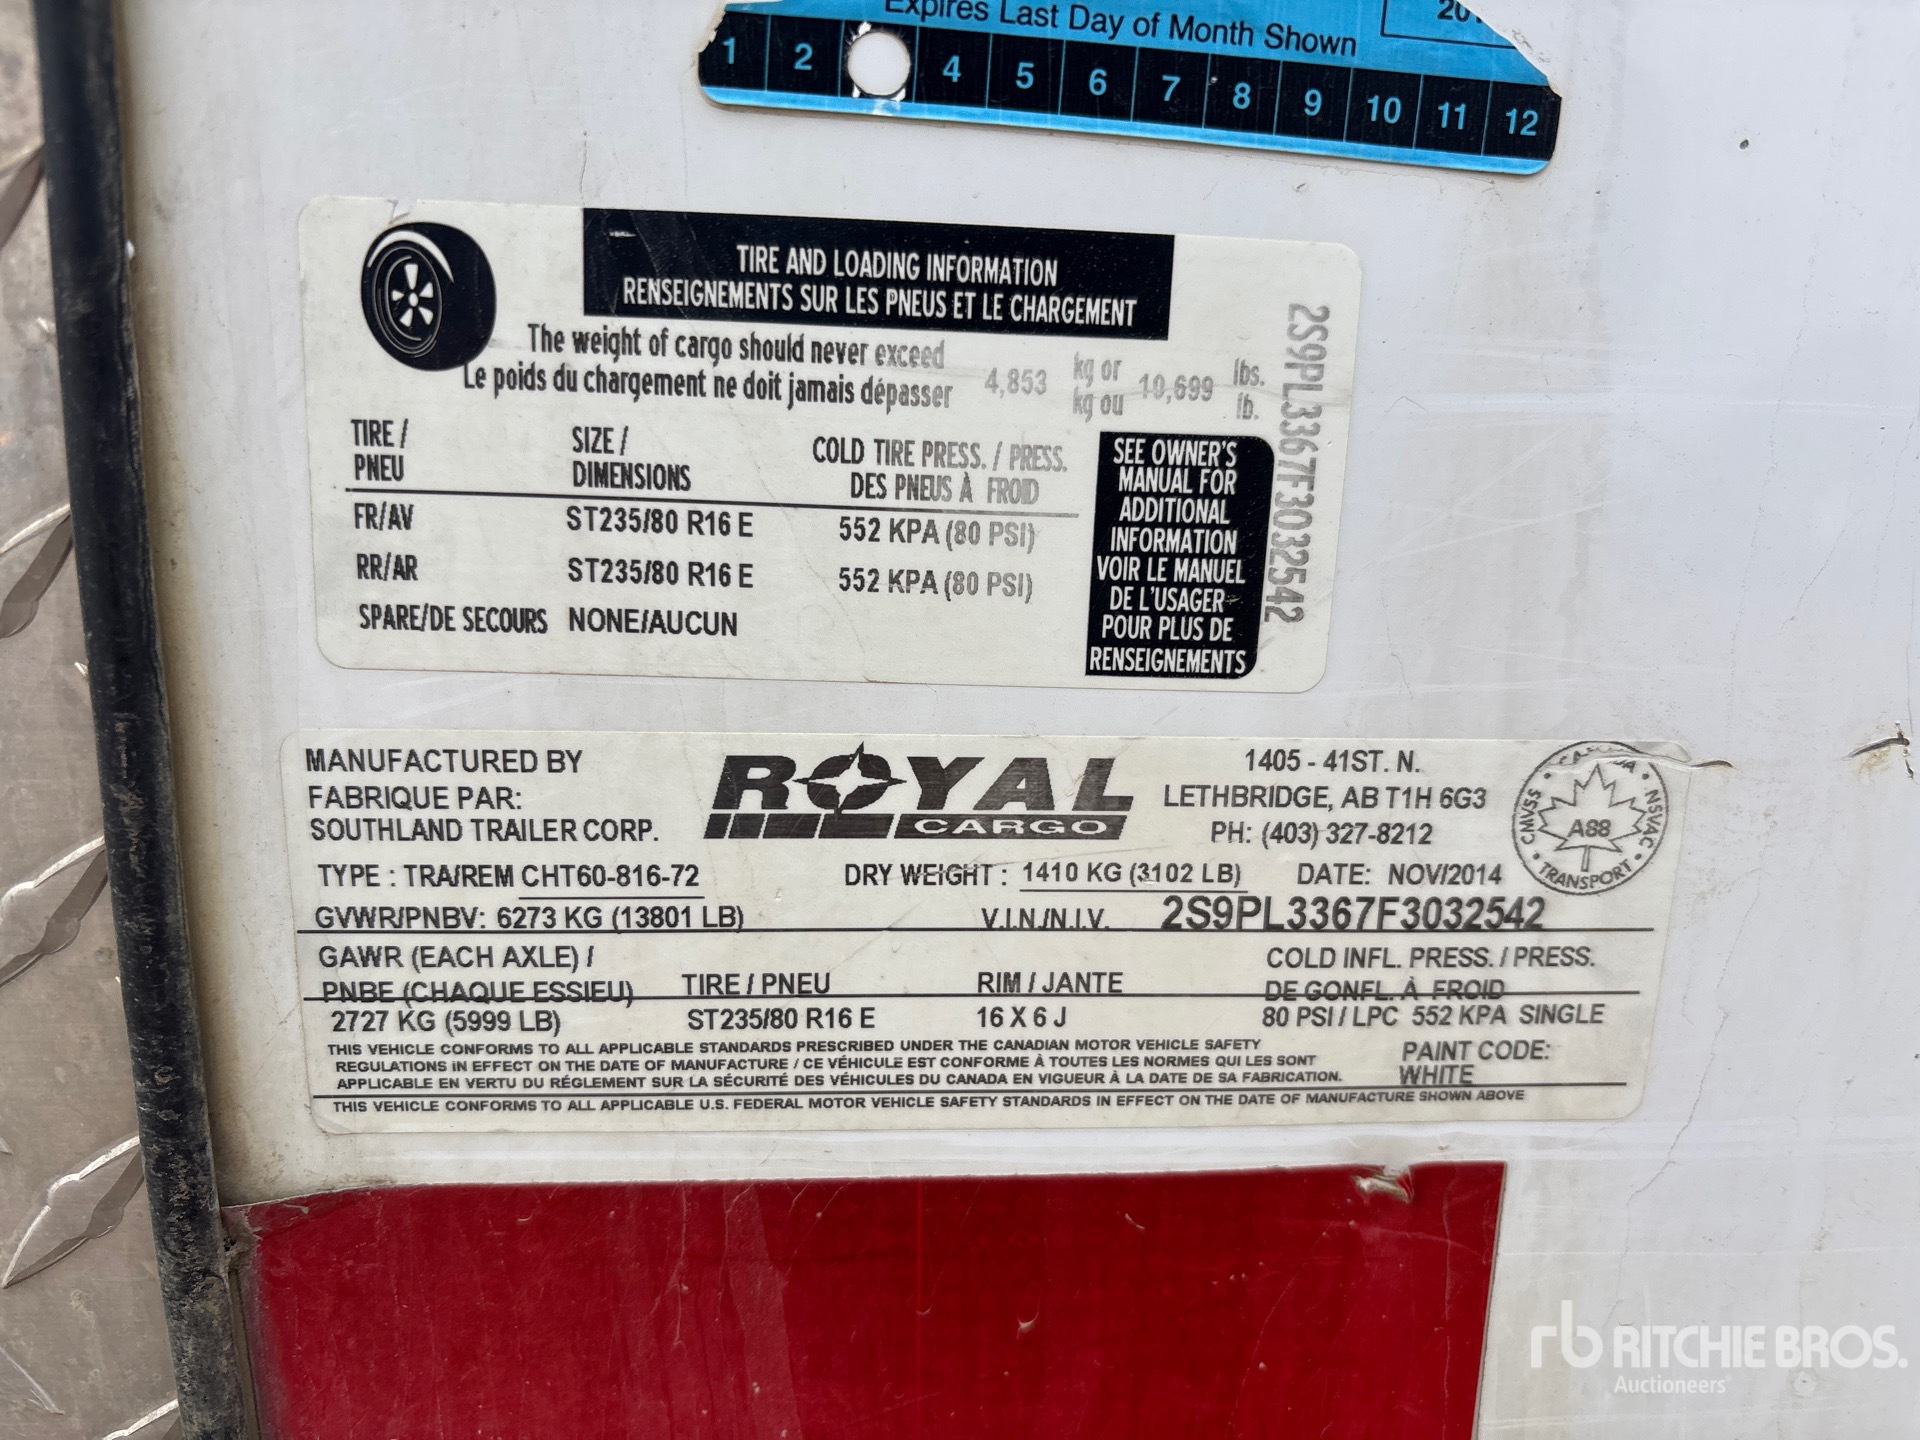 Expires Last Day of Month Shown
1 2 4 5 6 7 8 9 10 11 12
TIRE AND LOADING INFORMATION
RENSEIGNEMENTS SUR LES PNEUS ET LE CHARGEMENT
The weight of cargo should never exceed
Le poids du chargement ne doit jamais dépasser
4,853 kg or 10,699 lbs.
kg ou lb.
TIRE / SIZE / COLD TIRE PRESS. / PRESS.
PNEU DIMENSIONS DES PNEUS À FROID
FR/AV ST235/80 R16 E 552 KPA (80 PSI)
RR/AR ST235/80 R16 E 552 KPA (80 PSI)
SPARE/DE SECOURS NONE/AUCUN
SEE OWNER'S
MANUAL FOR
ADDITIONAL
INFORMATION
VOIR LE MANUEL
DE L'USAGER
POUR PLUS DE
RENSEIGNEMENTS
2S9PL3367F3032542
MANUFACTURED BY
FABRIQUE PAR:
SOUTHLAND TRAILER CORP.
ROYAL
CARGO
1405 - 41ST. N.
LETHBRIDGE, AB T1H 6G3
PH: (403) 327-8212
CMVSS
NSVAC
A88
TRANSPORT
TYPE : TRA/REM CHT60-816-72 DRY WEIGHT : 1410 KG (3102 LB) DATE: NOV/2014
GVWR/PNBV: 6273 KG (13801 LB) V.I.N./N.I.V. 2S9PL3367F3032542
GAWR (EACH AXLE) / COLD INFL. PRESS. / PRESS.
PNBE (CHAQUE ESSIEU) TIRE / PNEU RIM / JANTE DE GONFL. À FROID
2727 KG (5999 LB) ST235/80 R16 E 16 X 6 J 80 PSI / LPC 552 KPA SINGLE
THIS VEHICLE CONFORMS TO ALL APPLICABLE STANDARDS PRESCRIBED UNDER THE CANADIAN MOTOR VEHICLE SAFETY
REGULATIONS IN EFFECT ON THE DATE OF MANUFACTURE / CE VÉHICULE EST CONFORME À TOUTES LES NORMES QUI LES SONT
APPLICABLE EN VERTU DU RÉGLEMENT SUR LA SÉCURITÉ DES VÉHICULES DU CANADA EN VIGUEUR À LA DATE DE SA FABRICATION.
PAINT CODE:
WHITE
THIS VEHICLE CONFORMS TO ALL APPLICABLE U.S. FEDERAL MOTOR VEHICLE SAFETY STANDARDS IN EFFECT ON THE DATE OF MANUFACTURE SHOWN ABOVE
rb RITCHIE BROS.
Auctioneers